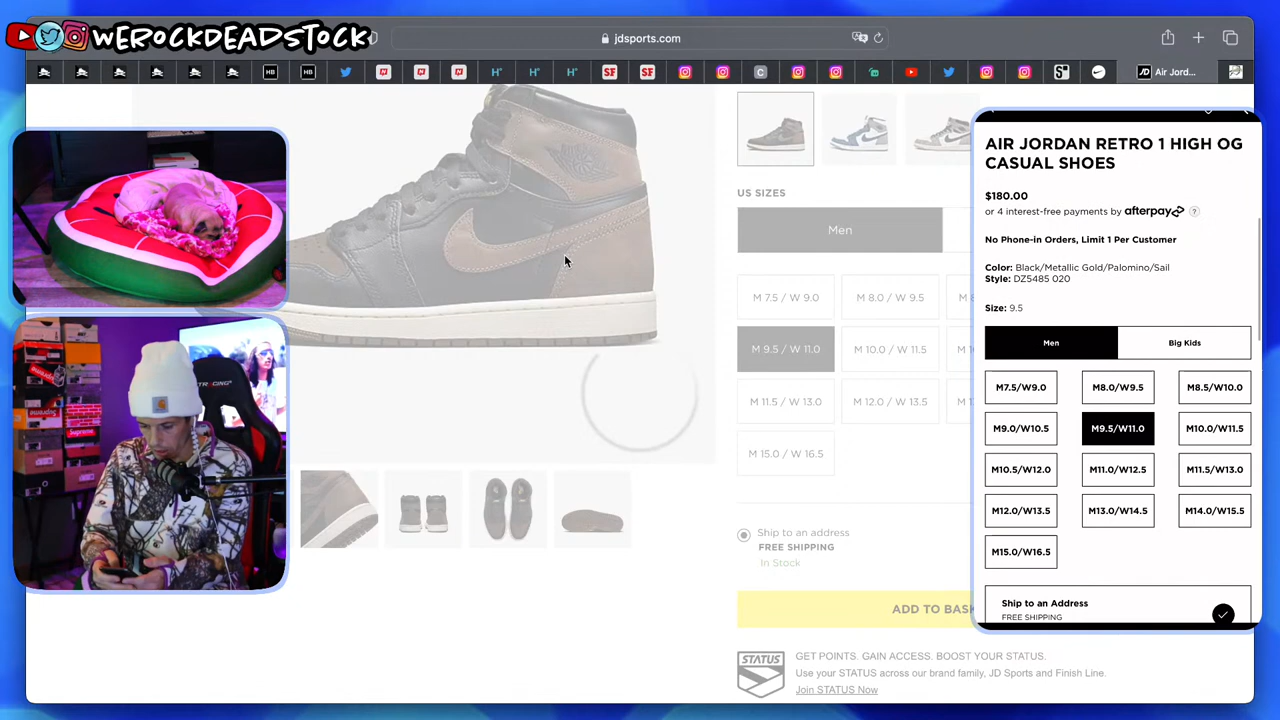 WEROCKDEADSTOCK
jdsports.com
HB
HB
SF
SF
JD Air Jord...
US SIZES
Men
M 7.5 / W 9.0
M 8.0 / W 9.5
M 8
M 9.5 / W 11.0
M 10.0 / W 11.5
M 11.5 / W 13.0
M 12.0 / W 13.5
M 15.0 / W 16.5
Ship to an address
FREE SHIPPING
In Stock
ADD TO BASK
STATUS
GET POINTS. GAIN ACCESS. BOOST YOUR STATUS.
Use your STATUS across our brand family, JD Sports and Finish Line.
Join STATUS Now
AIR JORDAN RETRO 1 HIGH OG
CASUAL SHOES
$180.00
or 4 interest-free payments by afterpay ?
No Phone-in Orders, Limit 1 Per Customer
Color: Black/Metallic Gold/Palomino/Sail
Style: DZ5485 020
Size: 9.5
Men
Big Kids
M7.5/W9.0
M8.0/W9.5
M8.5/W10.0
M9.0/W10.5
M9.5/W11.0
M10.0/W11.5
M10.5/W12.0
M11.0/W12.5
M11.5/W13.0
M12.0/W13.5
M13.0/W14.5
M14.0/W15.5
M15.0/W16.5
Ship to an Address
FREE SHIPPING
Supreme